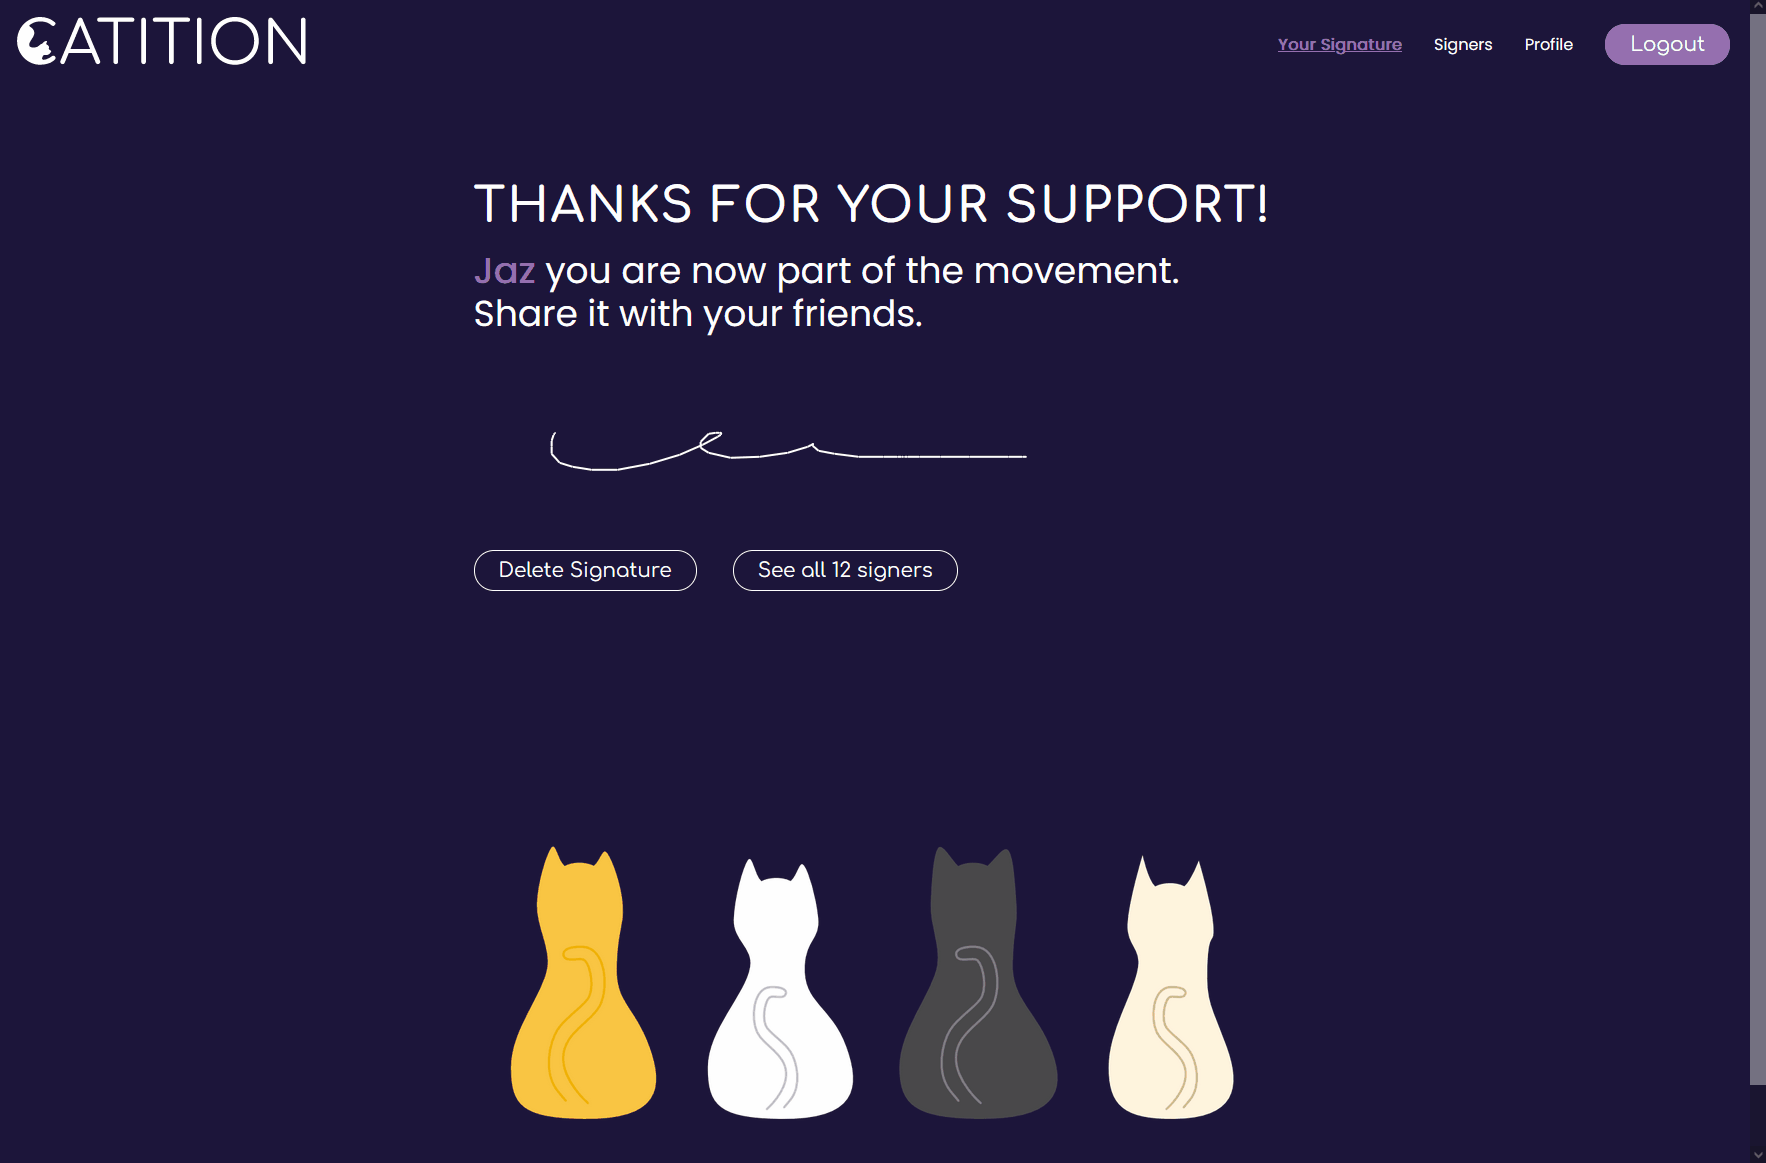 CATITION
Your Signature Signers Profile Logout
THANKS FOR YOUR SUPPORT!
Jaz you are now part of the movement.
Share it with your friends.
Delete Signature See all 12 signers